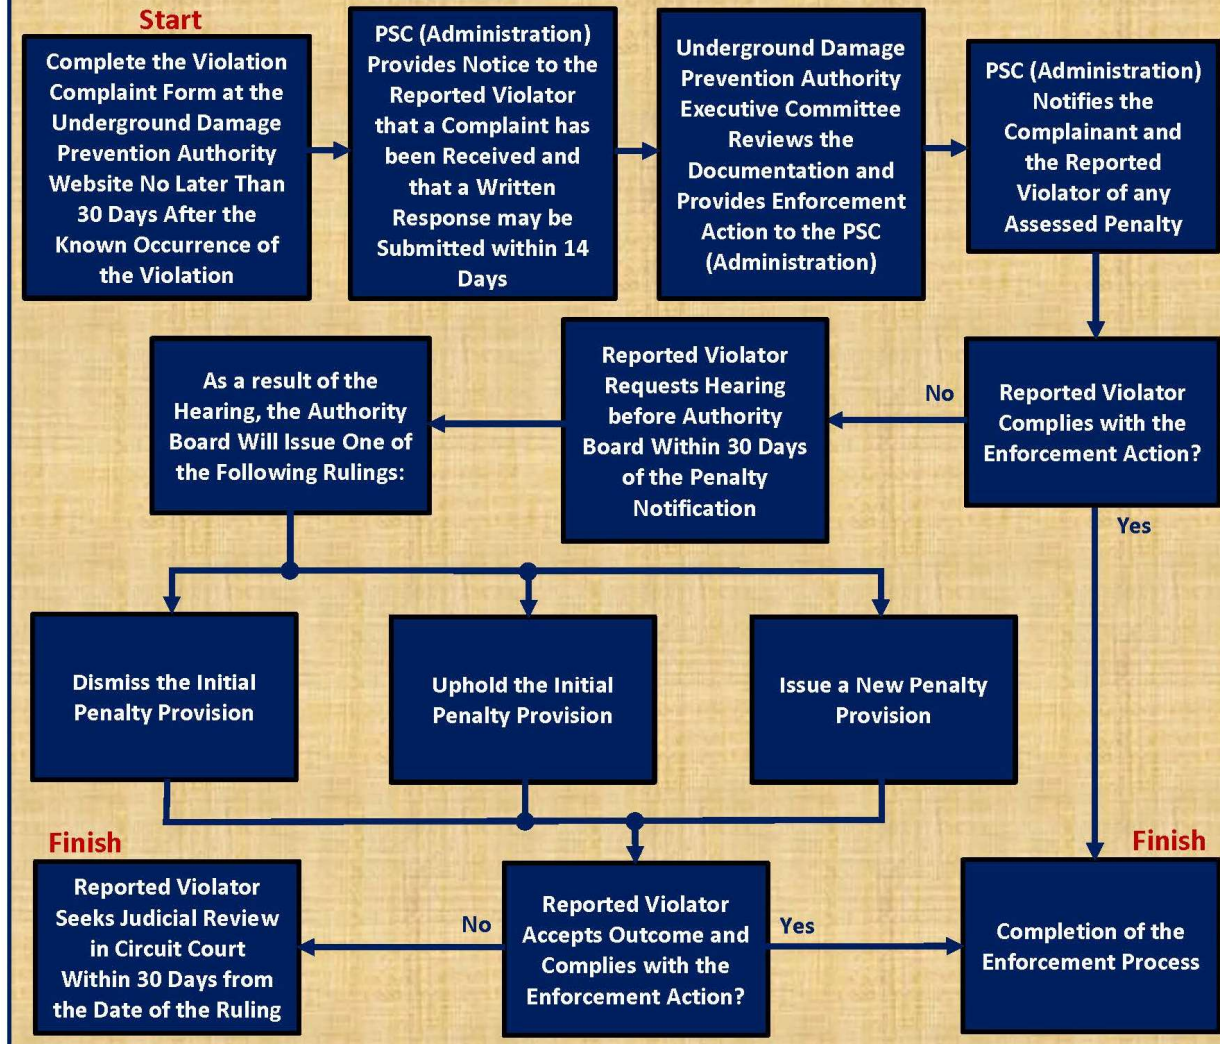 Start
Complete the Violation
Complaint Form at the
Underground Damage
Prevention Authority
Website No Later Than
30 Days After the
Known Occurrence of
the Violation
PSC (Administration)
Provides Notice to the
Reported Violator
that a Complaint has
been Received and
that a Written
Response may be
Submitted within 14
Days
Underground Damage
Prevention Authority
Executive Committee
Reviews the
Documentation and
Provides Enforcement
Action to the PSC
(Administration)
PSC (Administration)
Notifies the
Complainant and
the Reported
Violator of any
Assessed Penalty
Reported Violator
Complies with the
Enforcement Action?
No
Yes
Reported Violator
Requests Hearing
before Authority
Board Within 30 Days
of the Penalty
Notification
As a result of the
Hearing, the Authority
Board Will Issue One of
the Following Rulings:
Dismiss the Initial
Penalty Provision
Uphold the Initial
Penalty Provision
Issue a New Penalty
Provision
Reported Violator
Accepts Outcome and
Complies with the
Enforcement Action?
No
Yes
Finish
Reported Violator
Seeks Judicial Review
in Circuit Court
Within 30 Days from
the Date of the Ruling
Finish
Completion of the
Enforcement Process